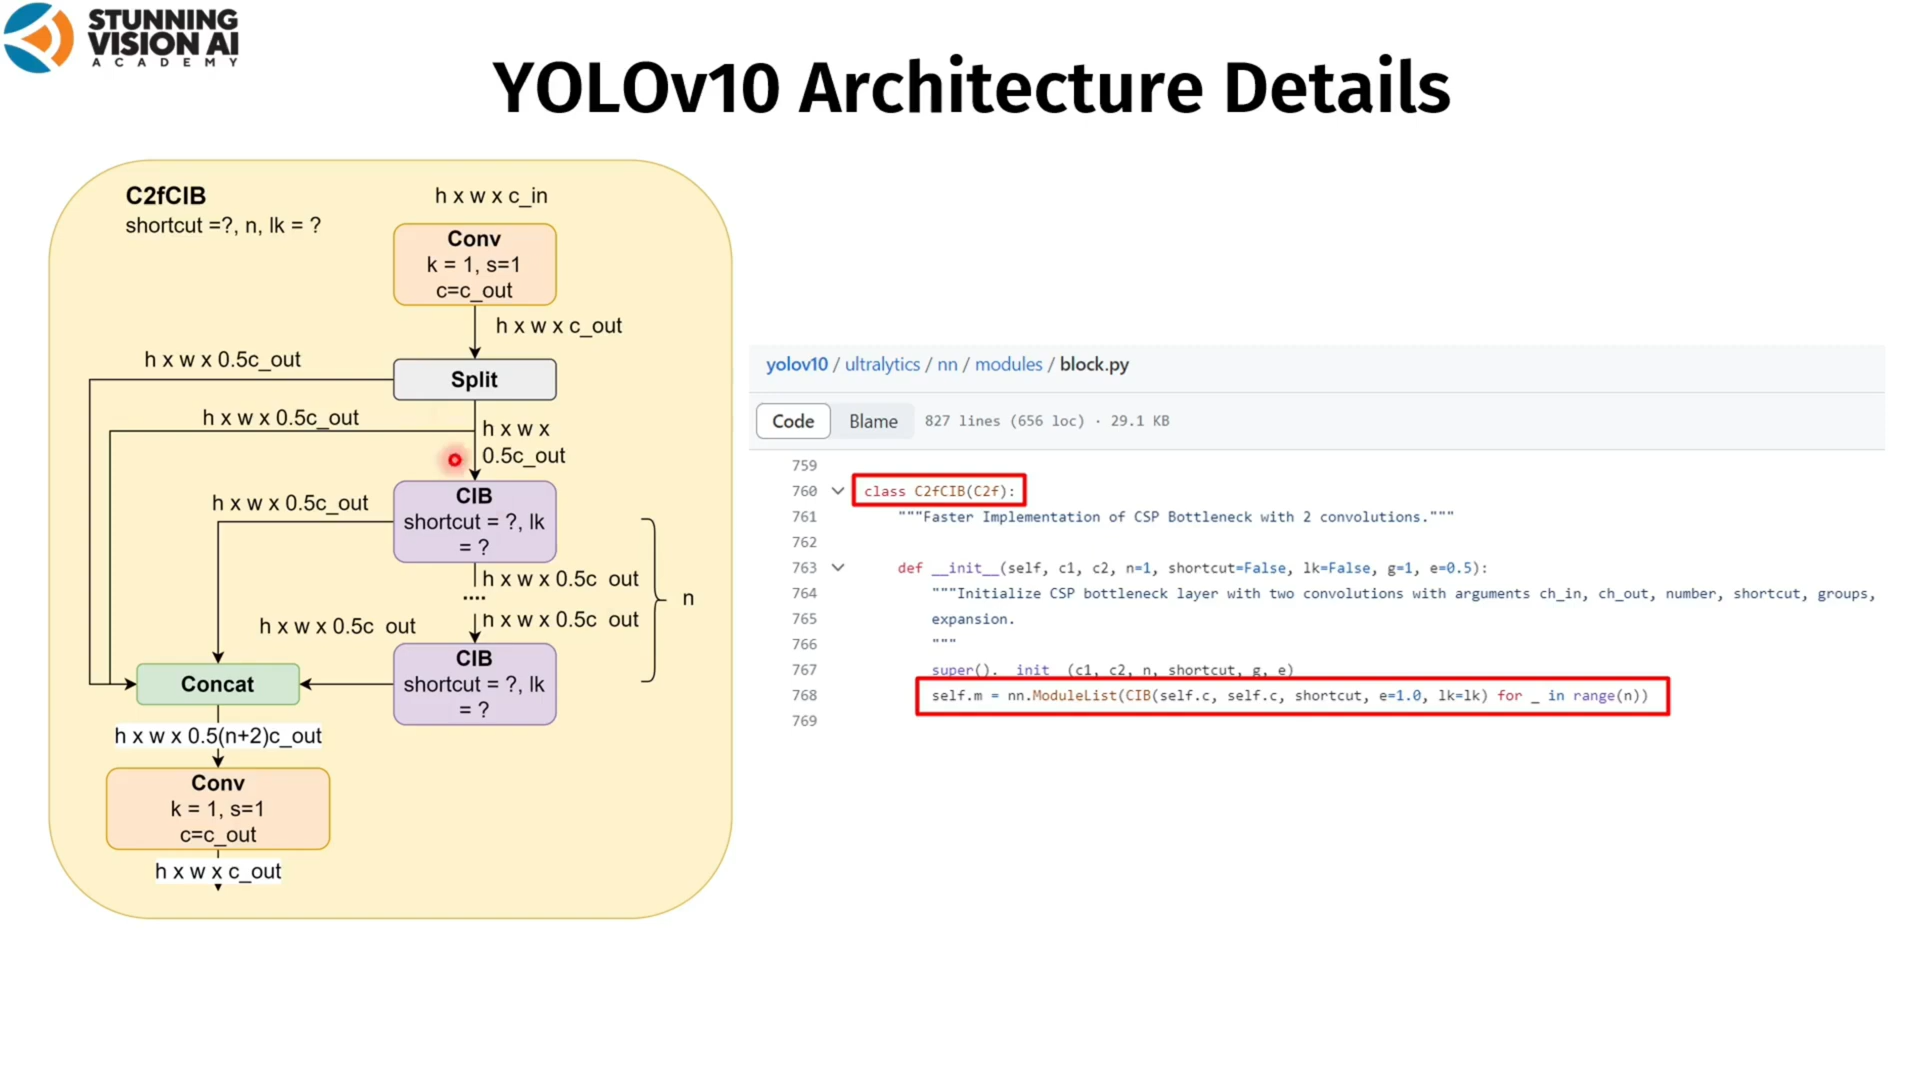 STUNNING
VISION AI
ACADEMY
YOLOv10 Architecture Details
C2fCIB
shortcut =?, n, lk = ?
h x w x c_in
Conv
k = 1, s=1
c=c_out
h x w x c_out
h x w x 0.5c_out
Split
h x w x 0.5c_out
h x w x
0.5c_out
h x w x 0.5c_out
CIB
shortcut = ?, lk
= ?
h x w x 0.5c out
....
h x w x 0.5c out
n
h x w x 0.5c out
CIB
shortcut = ?, lk
= ?
Concat
h x w x 0.5(n+2)c_out
Conv
k = 1, s=1
c=c_out
h x w x c_out
yolov10 / ultralytics / nn / modules / block.py
Code Blame 827 lines (656 loc) · 29.1 KB
759
760 class C2fCIB(C2f):
761 """Faster Implementation of CSP Bottleneck with 2 convolutions."""
762
763 def __init__(self, c1, c2, n=1, shortcut=False, lk=False, g=1, e=0.5):
764 """Initialize CSP bottleneck layer with two convolutions with arguments ch_in, ch_out, number, shortcut, groups,
765 expansion.
766 """
767 super(). init (c1, c2, n, shortcut, g, e)
768 self.m = nn.ModuleList(CIB(self.c, self.c, shortcut, e=1.0, lk=lk) for _ in range(n))
769